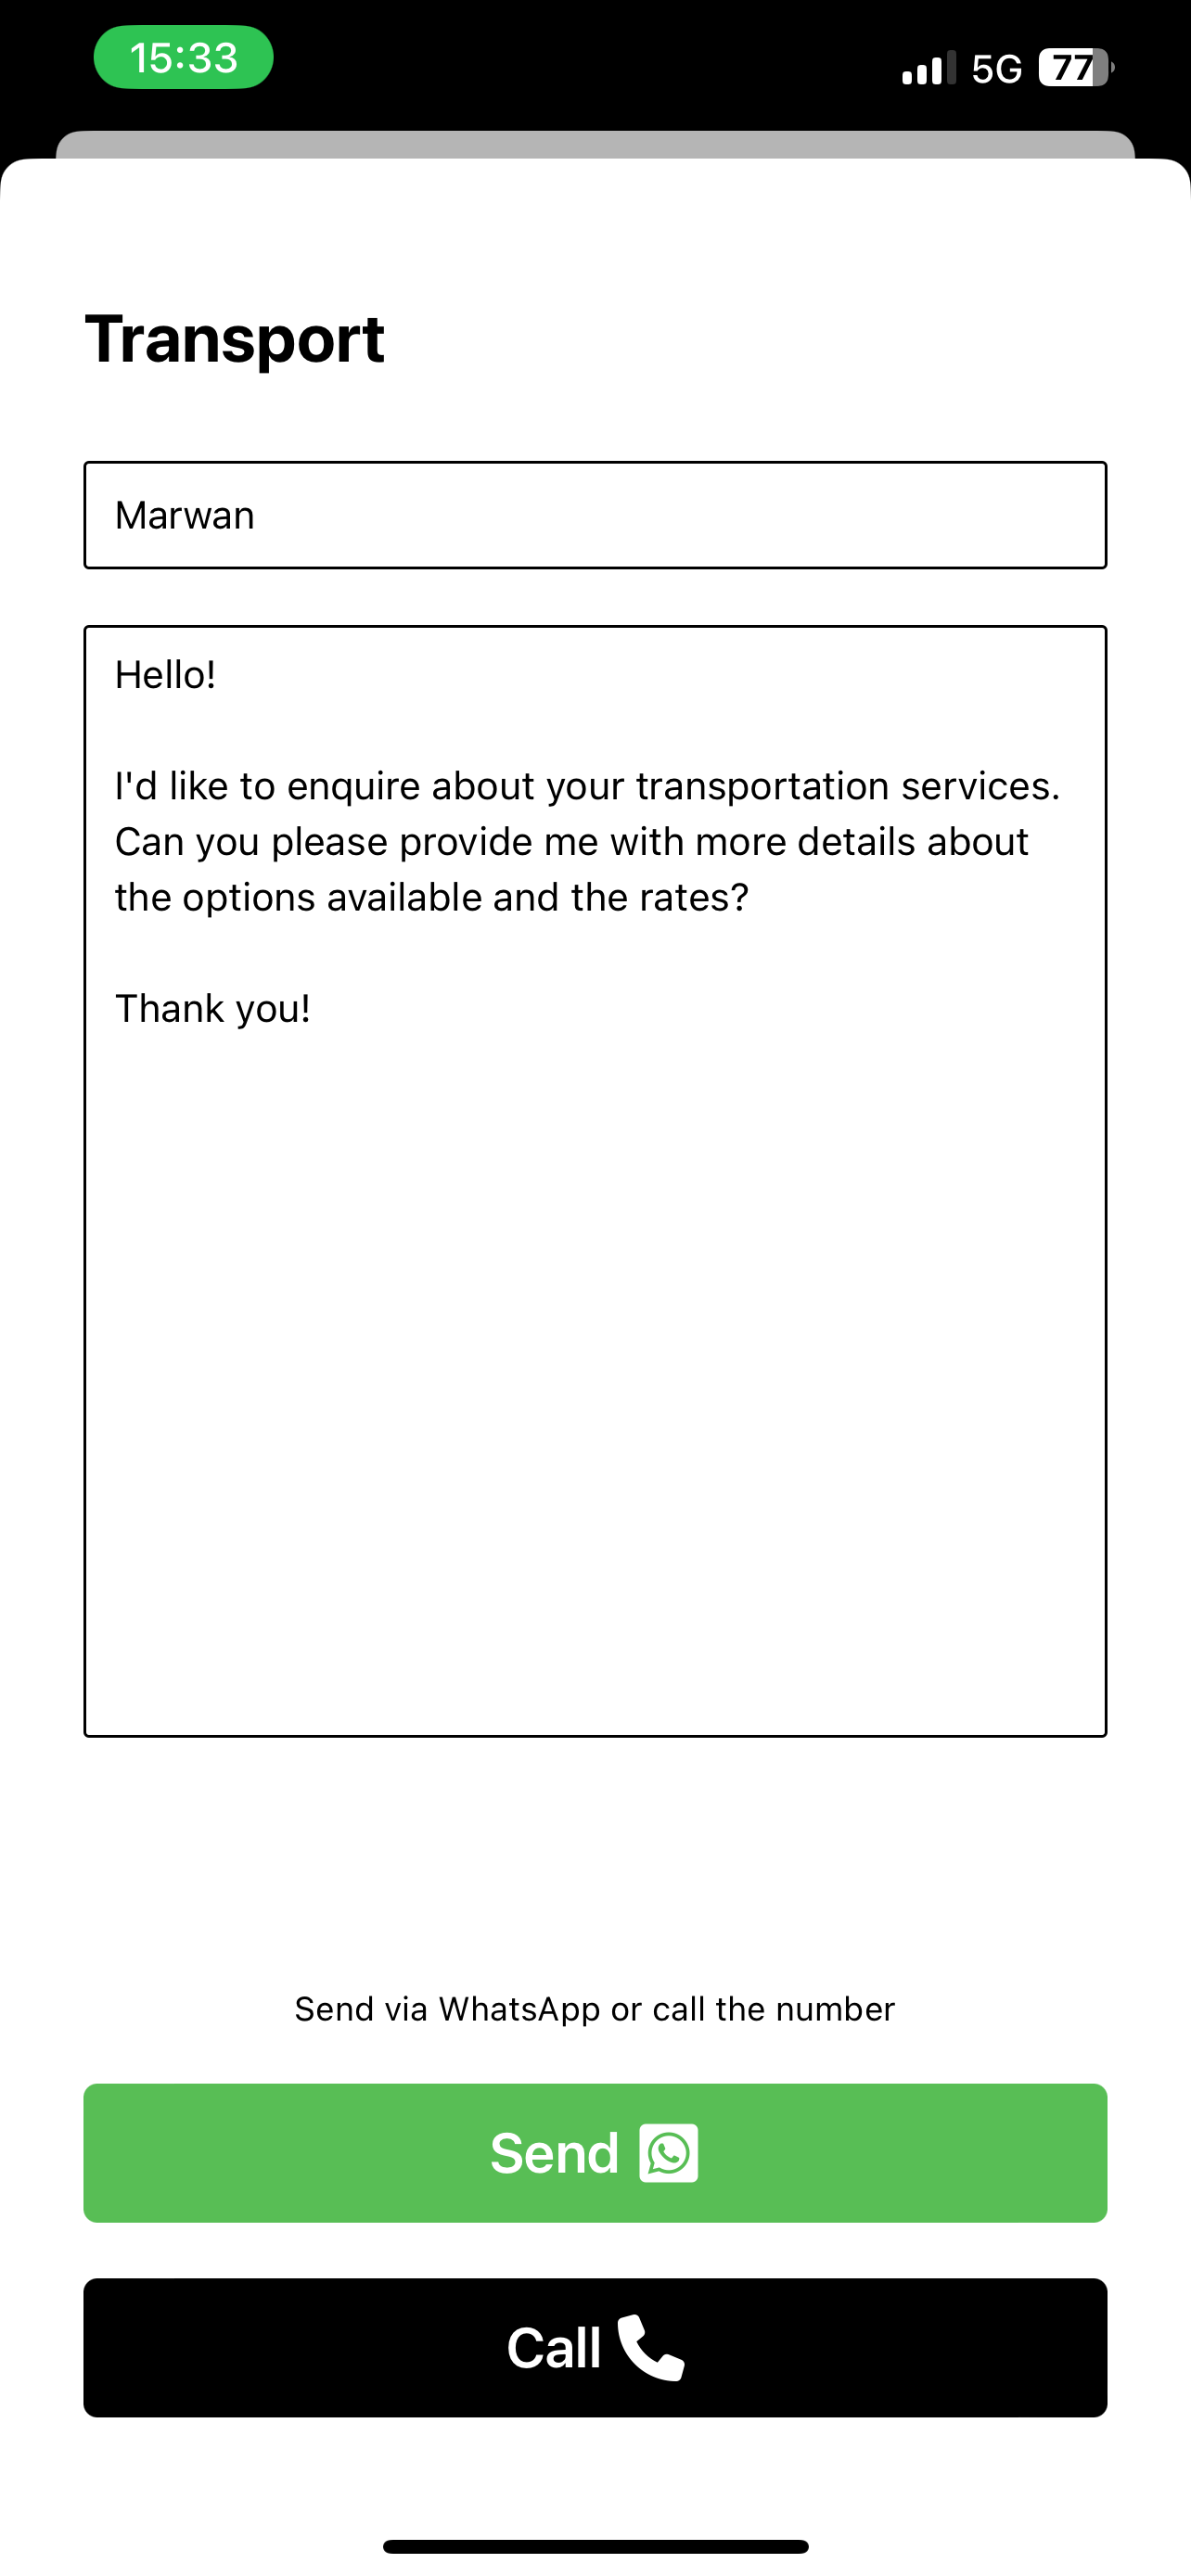 15:33
5G
77
Transport
Marwan
Hello!
I'd like to enquire about your transportation services.
Can you please provide me with more details about
the options available and the rates?
Thank you!
Send via WhatsApp or call the number
Send
Call